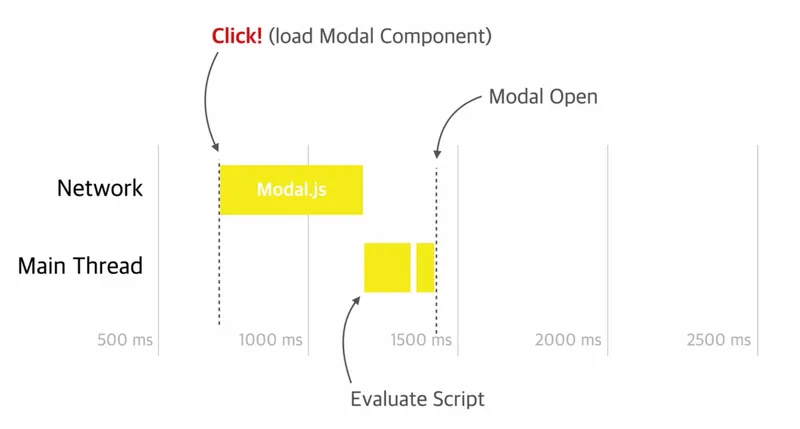 Click! (load Modal Component)
Modal Open
Network
Modal.js
Main Thread
500 ms
1000 ms
1500 ms
2000 ms
2500 ms
Evaluate Script